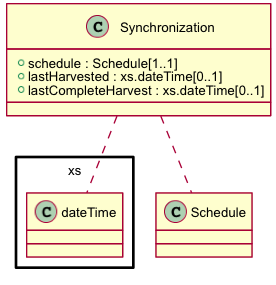 C Synchronization
schedule : Schedule[1..1]
lastHarvested : xs.dateTime[0..1]
lastCompleteHarvest : xs.dateTime[0..1]
xs
C dateTime
C Schedule